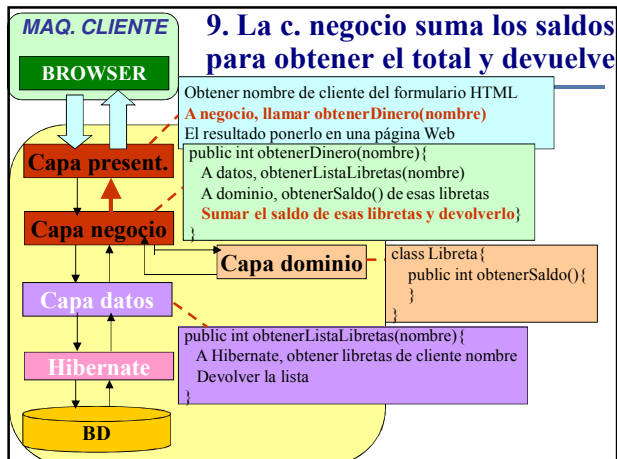 MAQ. CLIENTE
BROWSER
9. La c. negocio suma los saldos
para obtener el total y devuelve
Obtener nombre de cliente del formulario HTML
A negocio, llamar obtenerDinero(nombre)
El resultado ponerlo en una página Web
Capa present.
public int obtenerDinero(nombre){
A datos, obtenerListaLibretas(nombre)
A dominio, obtenerSaldo() de esas libretas
Sumar el saldo de esas libretas y devolverlo}
}
Capa negocio
Capa dominio
class Libreta{
public int obtenerSaldo(){
}
}
Capa datos
public int obtenerListaLibretas(nombre){
A Hibernate, obtener libretas de cliente nombre
Devolver la lista
}
Hibernate
BD